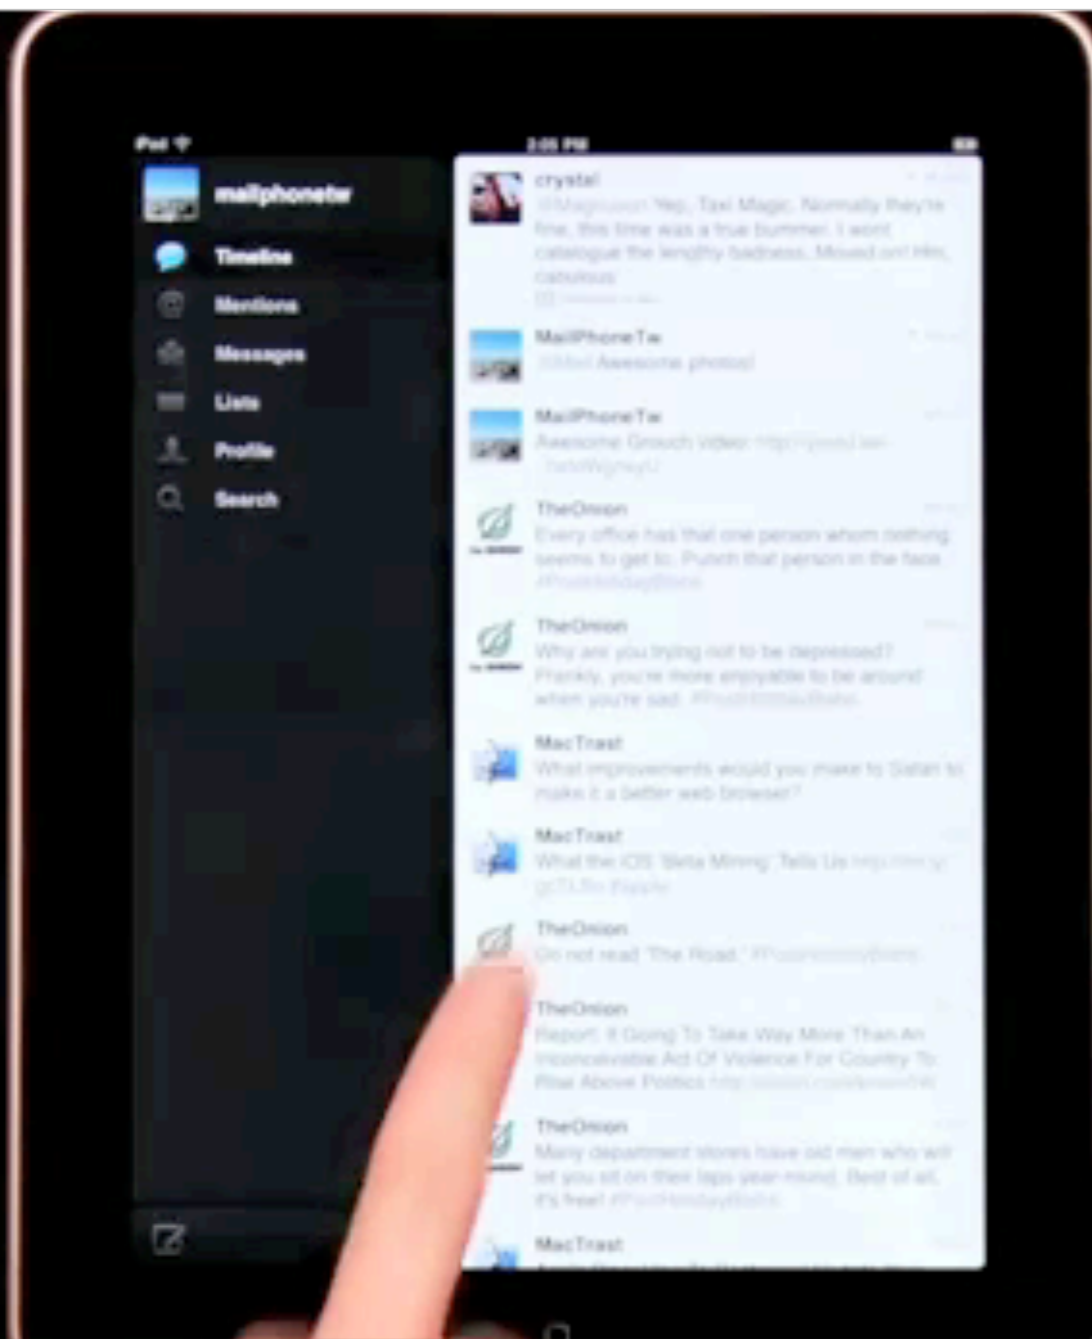 iPad
2:05 PM
mailphonetw
Timeline
Mentions
Messages
Lists
Profile
Search
crystal
Yep, Taxi Magic. Normally they're
fine, this time was a true bummer. I wont
catalogue the lengthy badness. Moved on! Hm,
cabulous
MailPhoneTw
Awesome photos!
MailPhoneTw
Awesome Grouch video:
TheOnion
Every office has that one person whom nothing
seems to get to. Punch that person in the face.
TheOnion
Why are you trying not to be depressed?
Frankly, you're more enjoyable to be around
when you're sad.
MacTrast
What improvements would you make to Safari to
make it a better web browser?
MacTrast
What the iOS 'Beta Mining' Tells Us
TheOnion
Do not read 'The Road.'
TheOnion
Report: It Going To Take Way More Than An
Inconceivable Act Of Violence For Country To
Rise Above Politics
TheOnion
Many department stores have old men who will
let you sit on their laps year-round. Best of all,
it's free! #PostHolidayBlahs
MacTrast